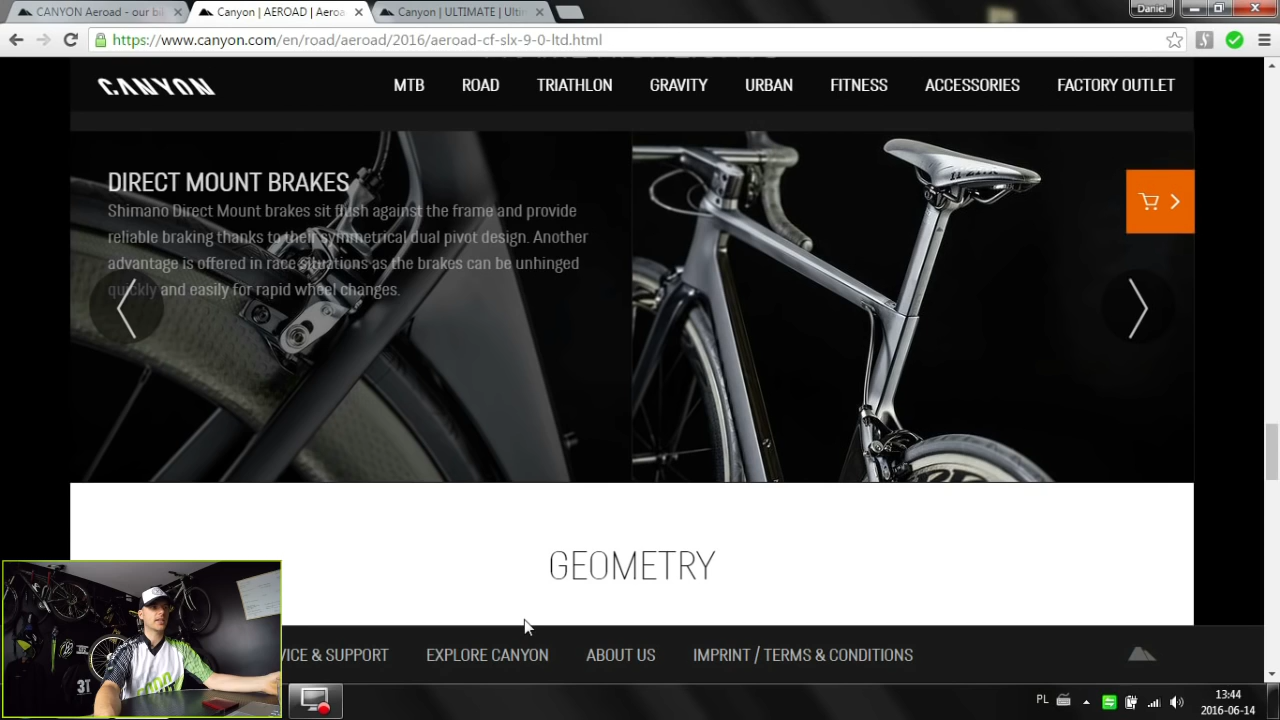 CANYON Aeroad - our bik
Canyon | AEROAD | Aeroa
Canyon | ULTIMATE | Ultim
Daniel
https://www.canyon.com/en/road/aeroad/2016/aeroad-cf-slx-9-0-ltd.html
CANYON
MTB
ROAD
TRIATHLON
GRAVITY
URBAN
FITNESS
ACCESSORIES
FACTORY OUTLET
DIRECT MOUNT BRAKES
Shimano Direct Mount brakes sit flush against the frame and provide
reliable braking thanks to their symmetrical dual pivot design. Another
advantage is offered in race situations as the brakes can be unhinged
quickly and easily for rapid wheel changes.
GEOMETRY
VICE & SUPPORT
EXPLORE CANYON
ABOUT US
IMPRINT / TERMS & CONDITIONS
3T
PL
13:44
2016-06-14